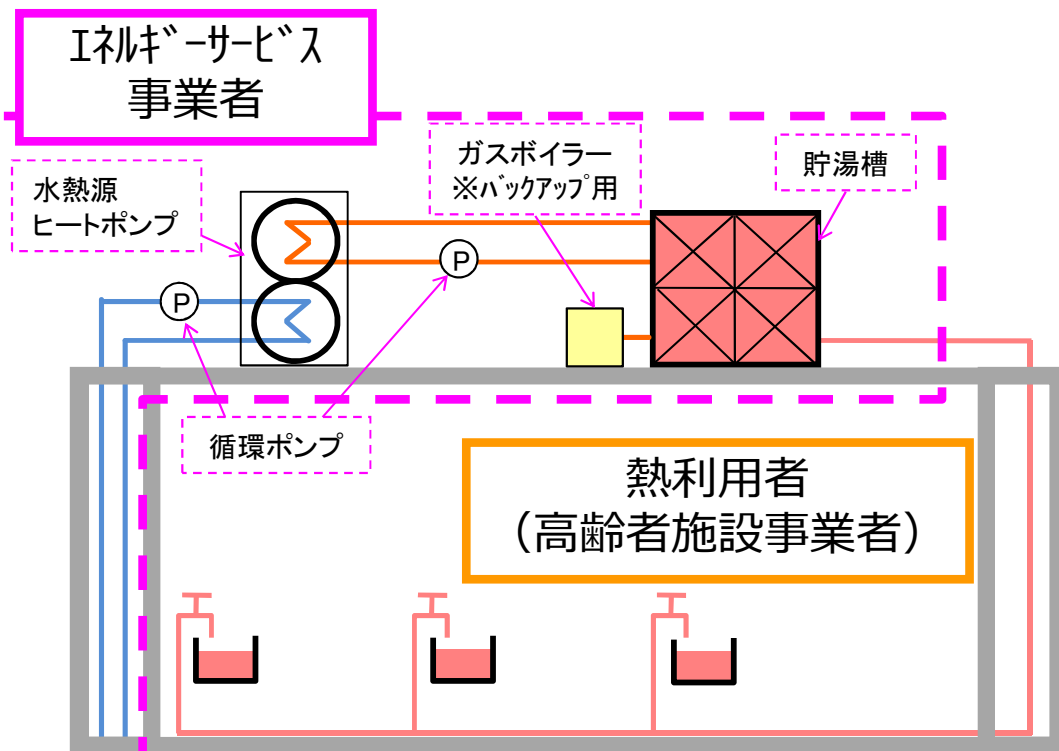 ｴﾈﾙｷﾞｰｻｰﾋﾞｽ
事業者
水熱源
ヒートポンプ
ガスボイラー
※ﾊﾞｯｸｱｯﾌﾟ用
貯湯槽
P
P
循環ポンプ
熱利用者
（高齢者施設事業者）